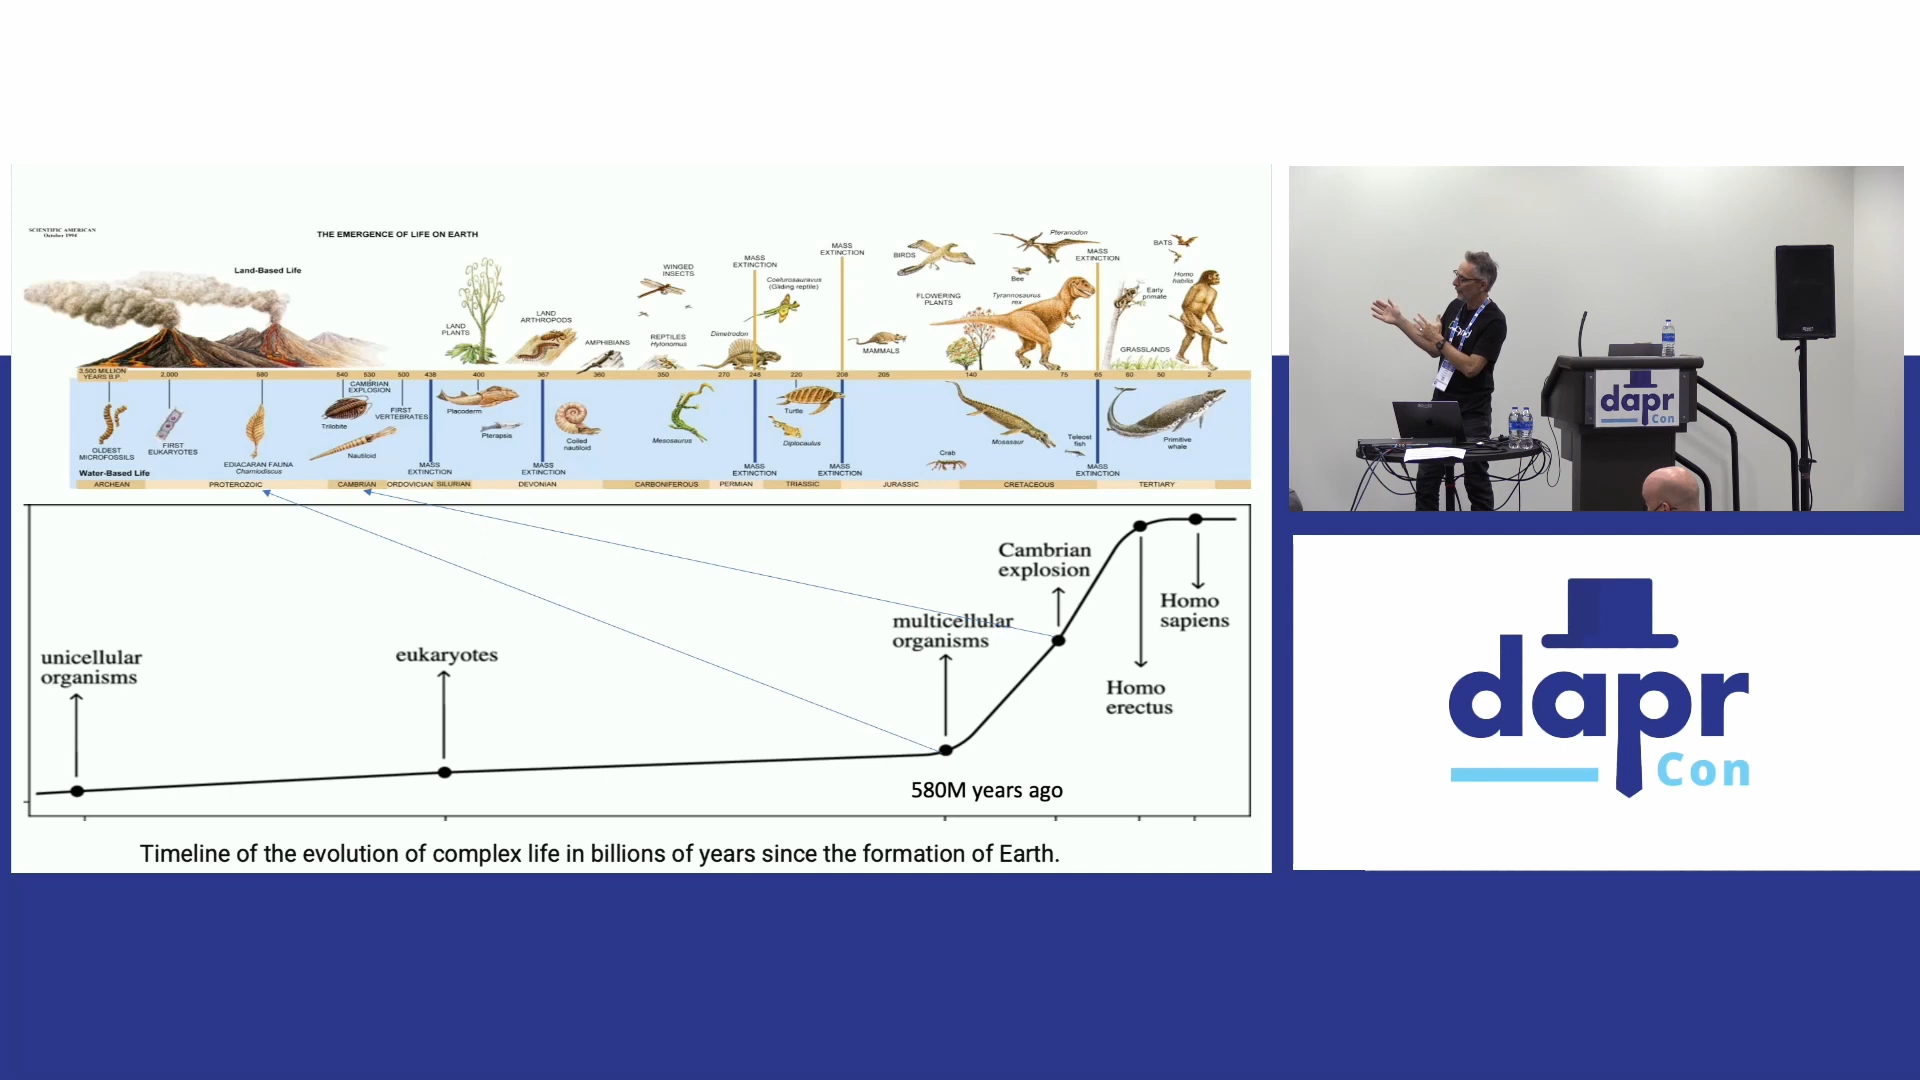 SCIENTIFIC AMERICAN
October 1994
THE EMERGENCE OF LIFE ON EARTH
Land-Based Life
LAND
PLANTS
LAND
ARTHROPODS
AMPHIBIANS
WINGED
INSECTS
REPTILES
Hylonomus
Dimetrodon
MASS
EXTINCTION
Coelurosauravus
(Gliding reptile)
MASS
EXTINCTION
MAMMALS
BIRDS
FLOWERING
PLANTS
Pteranodon
Bee
Tyrannosaurus
rex
MASS
EXTINCTION
BATS
Early
primate
Homo
habilis
GRASSLANDS
3,500 MILLION
YEARS B.P.
2,000 580 540 530 500 438 400 367 360 350 270 248 220 208 205 140 75 65 60 50 2
OLDEST
MICROFOSSILS
FIRST
EUKARYOTES
EDIACARAN FAUNA
Charniodiscus
CAMBRIAN
EXPLOSION
Trilobite
Nautiloid
FIRST
VERTEBRATES
MASS
EXTINCTION
Placoderm
Pterapsis
MASS
EXTINCTION
Coiled
nautiloid
Mesosaurus
MASS
EXTINCTION
Turtle
Diplocaulus
MASS
EXTINCTION
Crab
Mosasaur
Teleost
fish
MASS
EXTINCTION
Primitive
whale
Water-Based Life
ARCHEAN PROTEROZOIC CAMBRIAN ORDOVICIAN SILURIAN DEVONIAN CARBONIFEROUS PERMIAN TRIASSIC JURASSIC CRETACEOUS TERTIARY
unicellular
organisms
eukaryotes
multicellular
organisms
Cambrian
explosion
Homo
erectus
Homo
sapiens
580M years ago
Timeline of the evolution of complex life in billions of years since the formation of Earth.
dapr
Con
dapr
Con